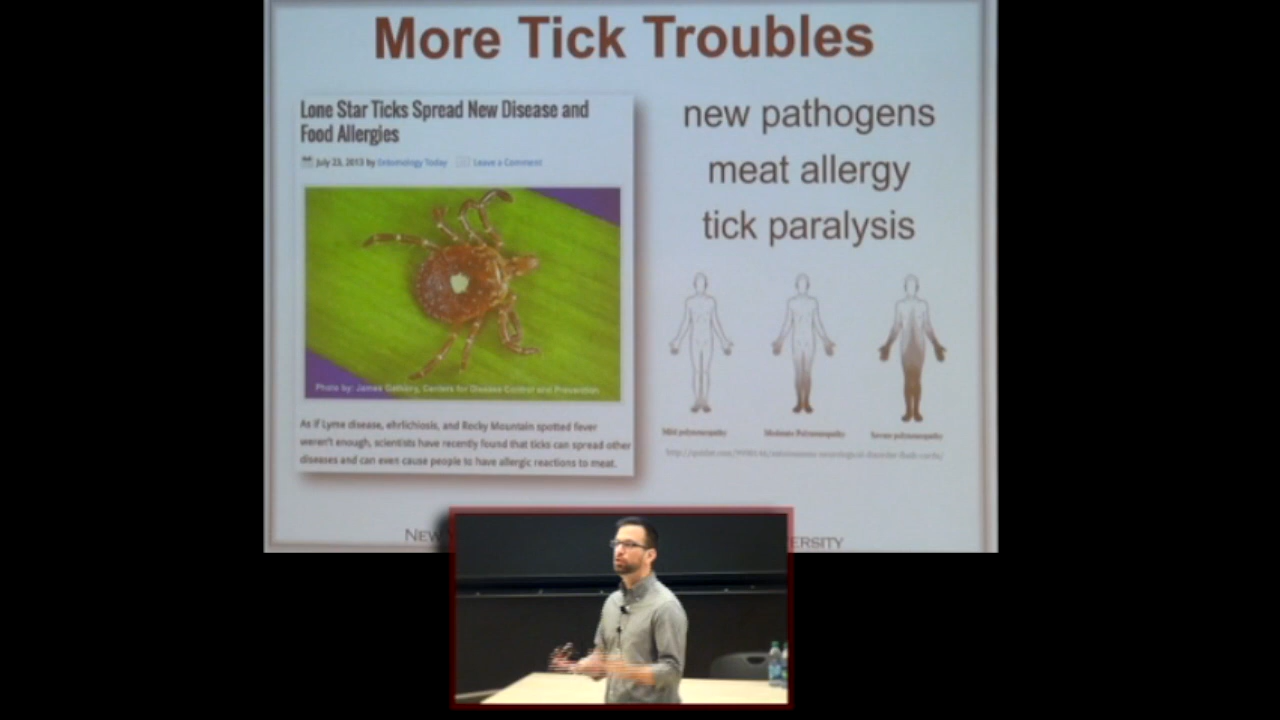 More Tick Troubles
Lone Star Ticks Spread New Disease and
Food Allergies
July 23, 2013 by Entomology Today Leave a Comment
Photo by: James Gathany, Centers for Disease Control and Prevention
As if Lyme disease, ehrlichiosis, and Rocky Mountain spotted fever
weren't enough, scientists have recently found that ticks can spread other
diseases and can even cause people to have allergic reactions to meat.
new pathogens
meat allergy
tick paralysis
Mild polyneuropathy Moderate Polyneuropathy Severe polyneuropathy
NEW
ERSITY